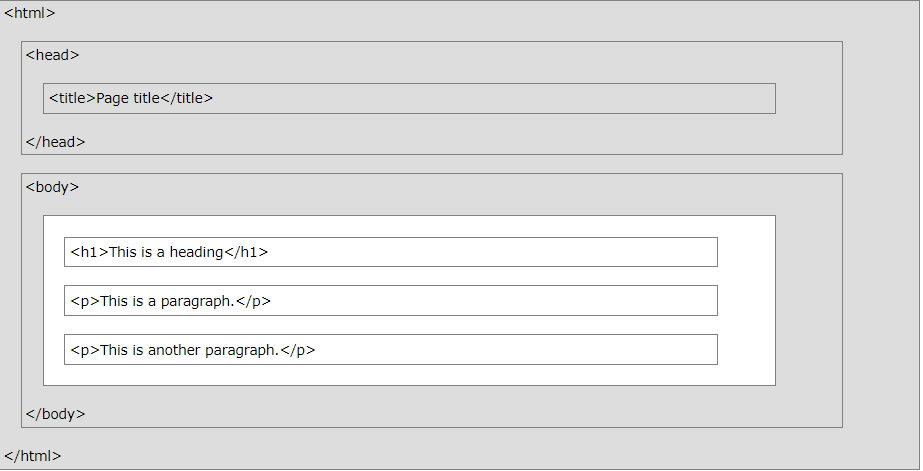 <html>
<head>
<title>Page title</title>
</head>
<body>
<h1>This is a heading</h1>
<p>This is a paragraph.</p>
<p>This is another paragraph.</p>
</body>
</html>